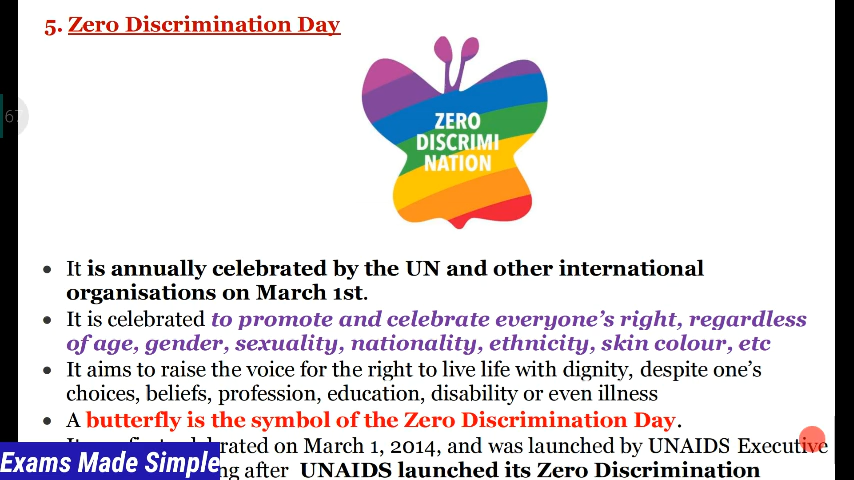 5. Zero Discrimination Day
ZERO
DISCRIMI
NATION
67
• It is annually celebrated by the UN and other international
organisations on March 1st.
• It is celebrated to promote and celebrate everyone's right, regardless
of age, gender, sexuality, nationality, ethnicity, skin colour, etc
• It aims to raise the voice for the right to live life with dignity, despite one's
choices, beliefs, profession, education, disability or even illness
• A butterfly is the symbol of the Zero Discrimination Day.
rated on March 1, 2014, and was launched by UNAIDS Executive
Exams Made Simple
ng after UNAIDS launched its Zero Discrimination